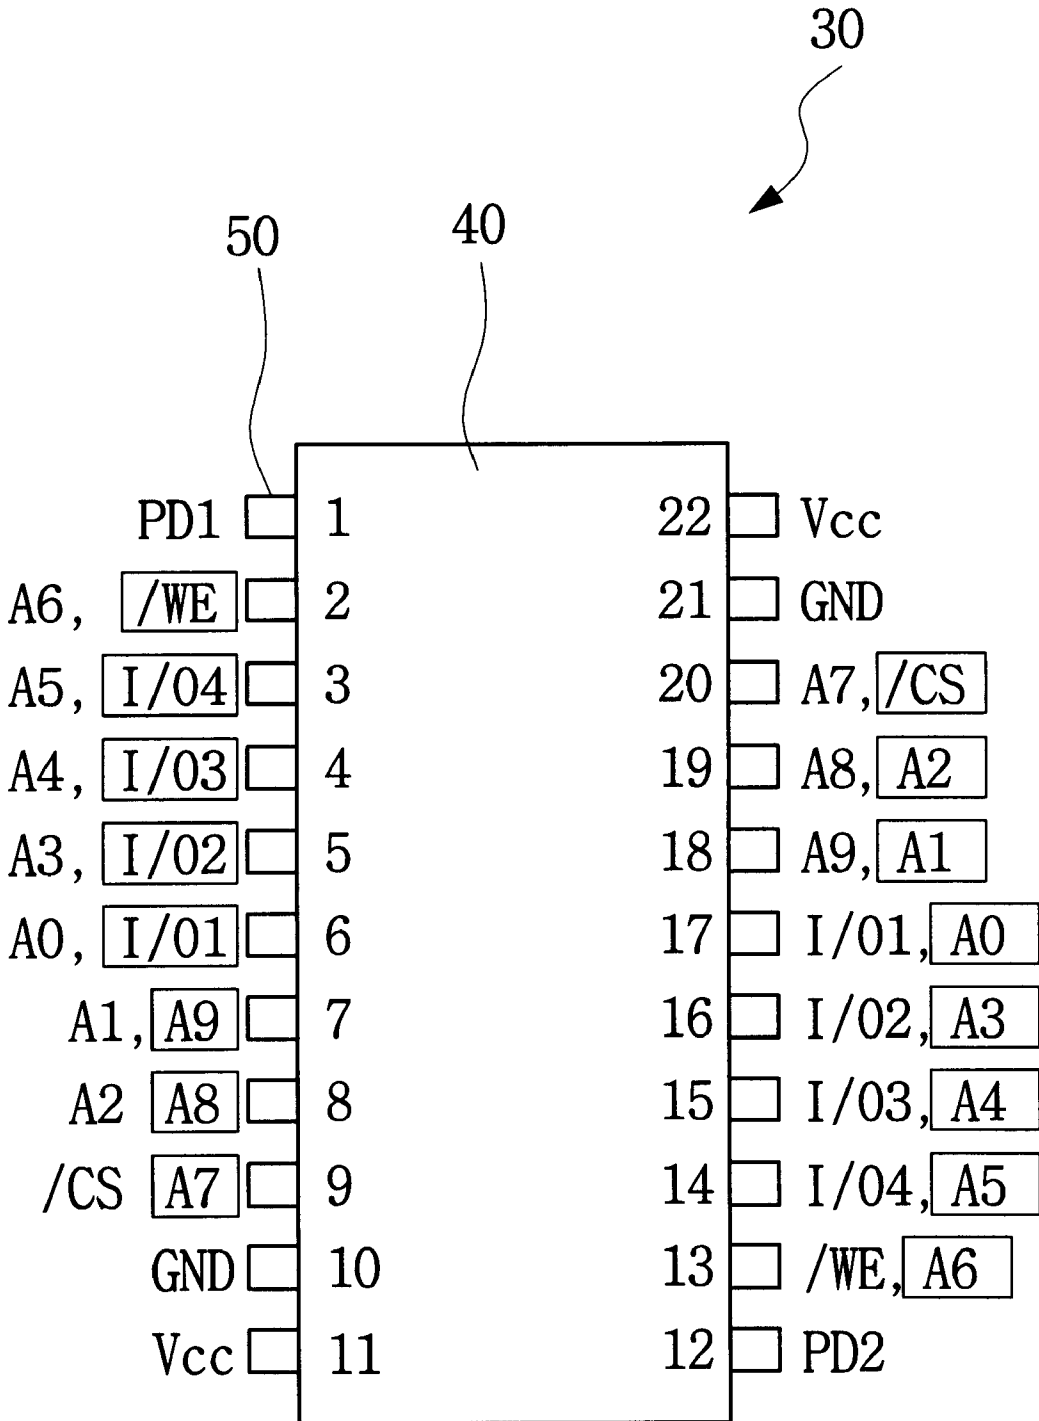 30
50 40
PD1 1 22 Vcc
A6, /WE 2 21 GND
A5, I/04 3 20 A7, /CS
A4, I/03 4 19 A8, A2
A3, I/02 5 18 A9, A1
A0, I/01 6 17 I/01, A0
A1, A9 7 16 I/02, A3
A2 A8 8 15 I/03, A4
/CS A7 9 14 I/04, A5
GND 10 13 /WE, A6
Vcc 11 12 PD2